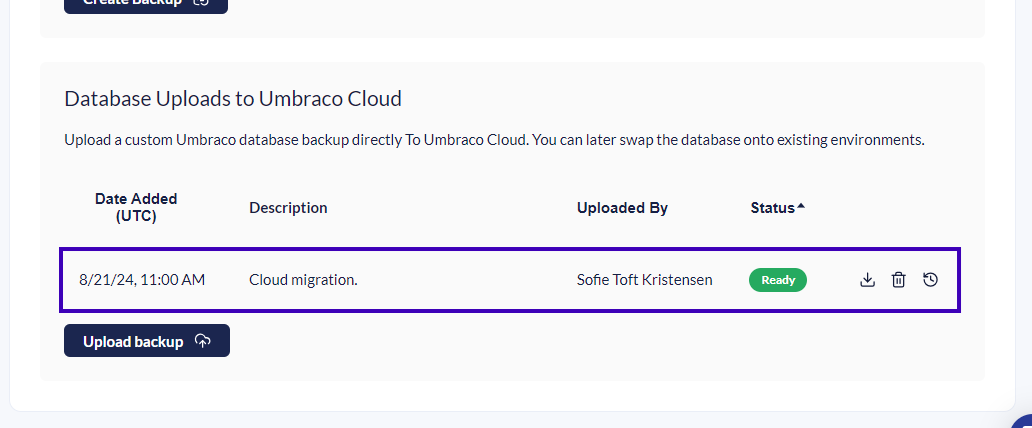 Create Backup
Database Uploads to Umbraco Cloud
Upload a custom Umbraco database backup directly To Umbraco Cloud. You can later swap the database onto existing environments.
Date Added
(UTC)
Description
Uploaded By
Status
8/21/24, 11:00 AM
Cloud migration.
Sofie Toft Kristensen
Ready
Upload backup